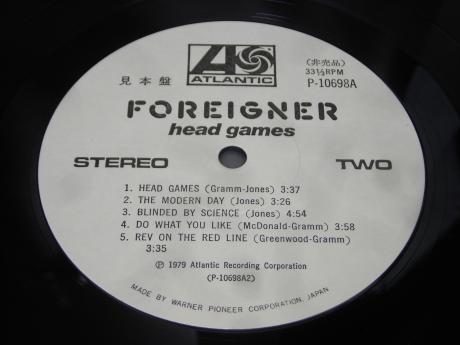 ATLANTIC
見本盤
(非売品)
33⅓RPM
P-10698A
FOREIGNER
head games
STEREO
TWO
1. HEAD GAMES (Gramm-Jones) 3:37
2. THE MODERN DAY (Jones) 3:26
3. BLINDED BY SCIENCE (Jones) 4:54
4. DO WHAT YOU LIKE (McDonald-Gramm) 3:58
5. REV ON THE RED LINE (Greenwood-Gramm)
3:35
Ⓟ 1979 Atlantic Recording Corporation
(P-10698A2)
MADE BY WARNER PIONEER CORPORATION, JAPAN